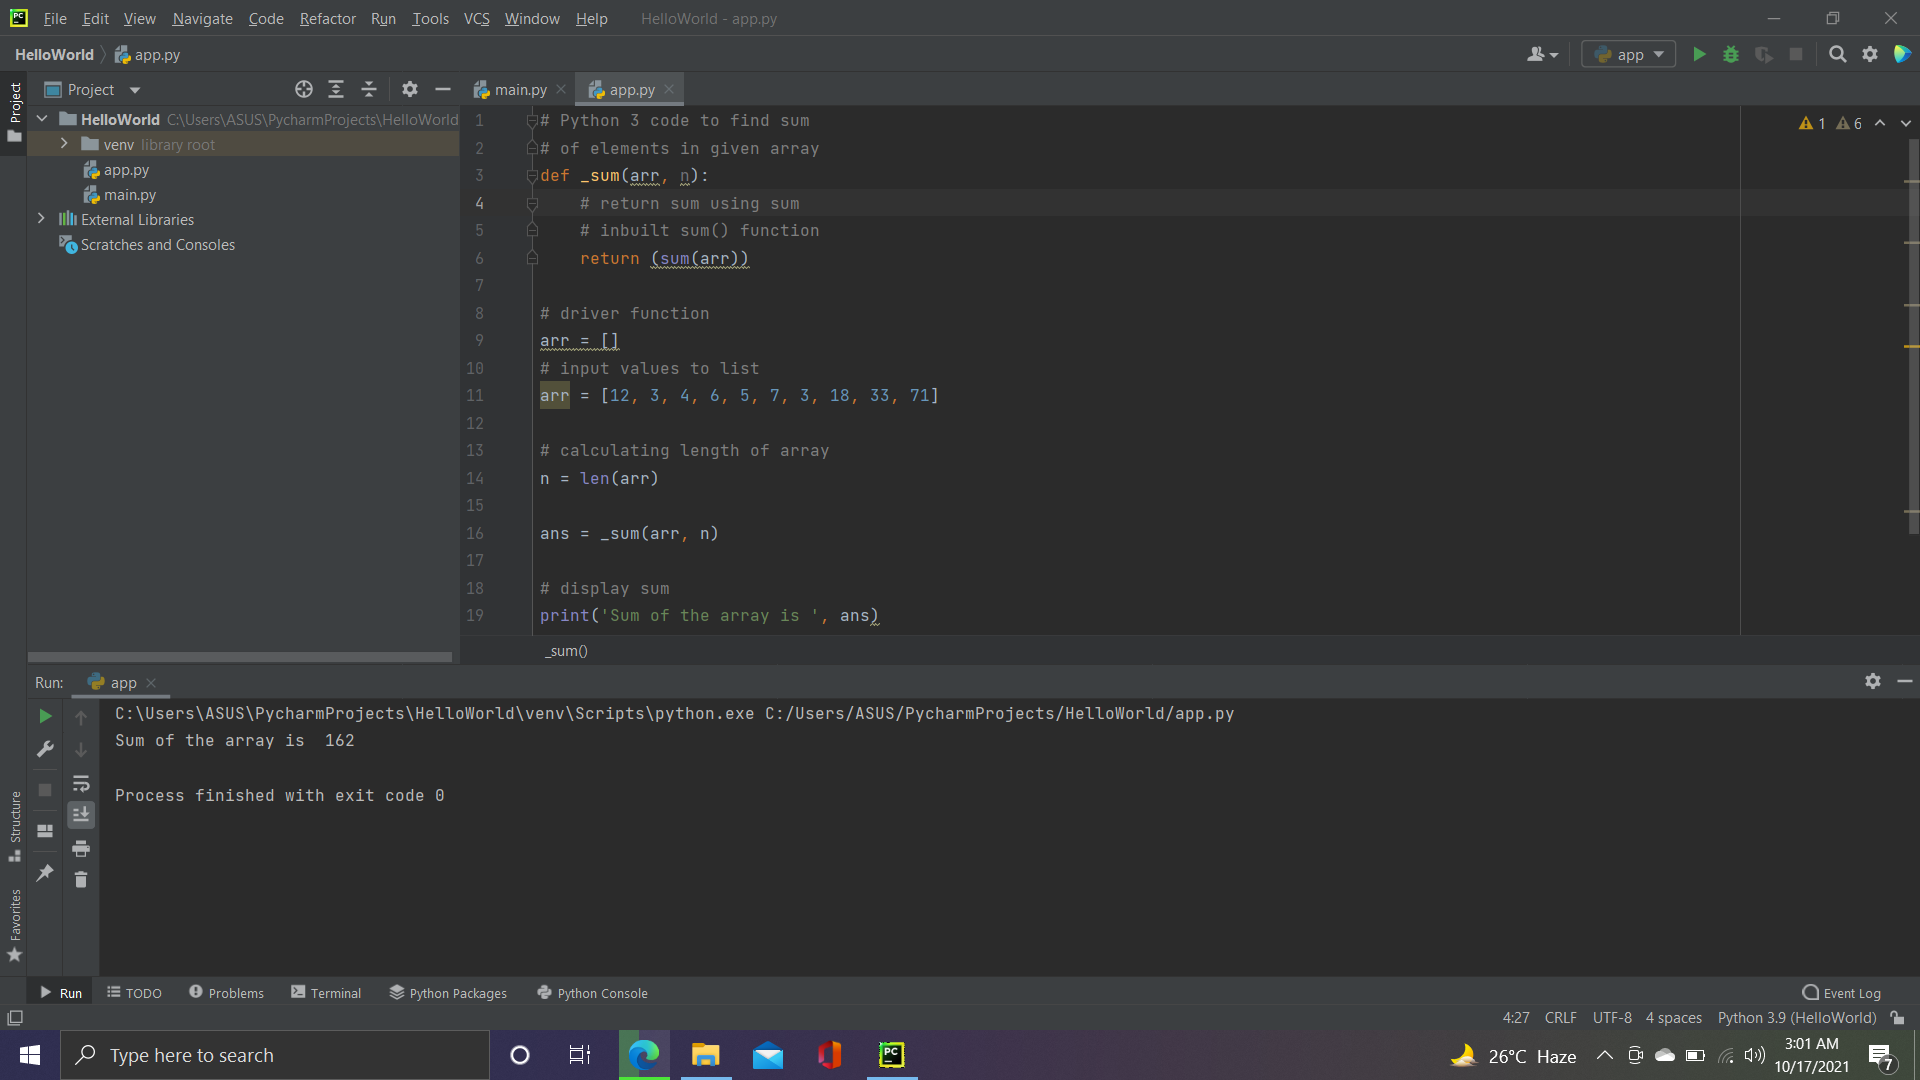 File Edit View Navigate Code Refactor Run Tools VCS Window Help HelloWorld - app.py
HelloWorld app.py
app
Project
Project
main.py
app.py
1 6
HelloWorld C:\Users\ASUS\PycharmProjects\HelloWorld
venv library root
app.py
main.py
External Libraries
Scratches and Consoles
1 # Python 3 code to find sum
2 # of elements in given array
3 def _sum(arr, n):
4 # return sum using sum
5 # inbuilt sum() function
6 return (sum(arr))
7
8 # driver function
9 arr = []
10 # input values to list
11 arr = [12, 3, 4, 6, 5, 7, 3, 18, 33, 71]
12
13 # calculating length of array
14 n = len(arr)
15
16 ans = _sum(arr, n)
17
18 # display sum
19 print('Sum of the array is ', ans)
_sum()
Run: app
C:\Users\ASUS\PycharmProjects\HelloWorld\venv\Scripts\python.exe C:/Users/ASUS/PycharmProjects/HelloWorld/app.py
Sum of the array is  162
Process finished with exit code 0
Structure
Favorites
Run TODO Problems Terminal Python Packages Python Console Event Log
4:27 CRLF UTF-8 4 spaces Python 3.9 (HelloWorld)
Type here to search
PC
26°C Haze
3:01 AM
10/17/2021
7